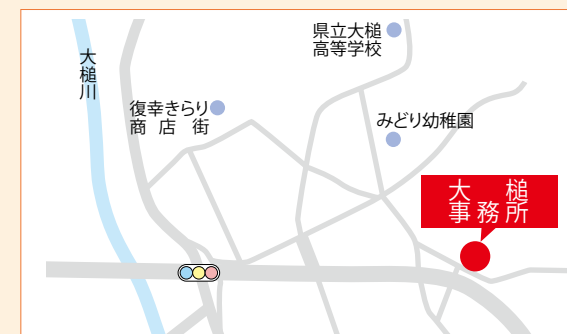 県立大槌
高等学校
大槌川
復幸きらり
商店街
みどり幼稚園
大槌
事務所